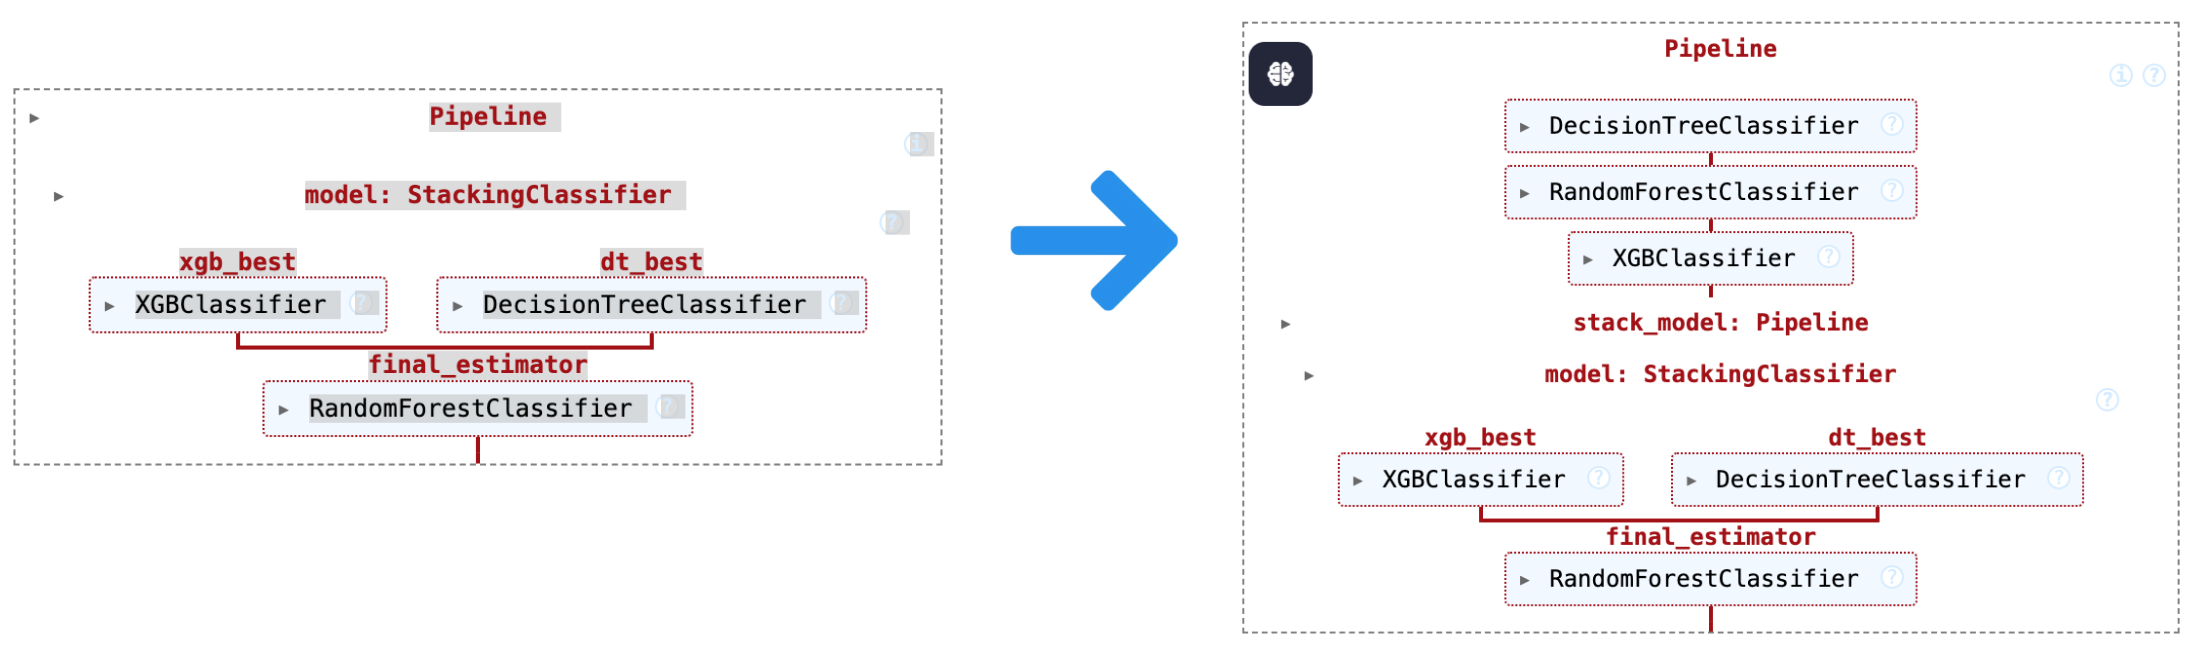 Pipeline
i
model: StackingClassifier
?
xgb_best dt_best
XGBClassifier ? DecisionTreeClassifier ?
final_estimator
RandomForestClassifier ?
Pipeline
i ?
DecisionTreeClassifier ?
RandomForestClassifier ?
XGBClassifier ?
stack_model: Pipeline
model: StackingClassifier
?
xgb_best dt_best
XGBClassifier ? DecisionTreeClassifier ?
final_estimator
RandomForestClassifier ?